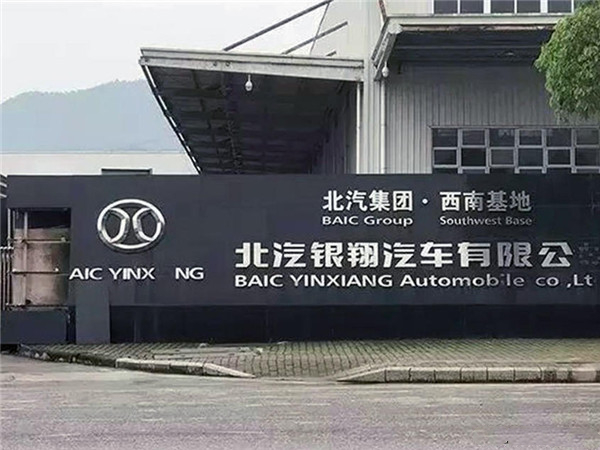 北汽集团·西南基地
BAIC Group Southwest Base
北汽银翔汽车有限公
BAIC YINXIANG Automobile co.,Lt
AIC YINX NG